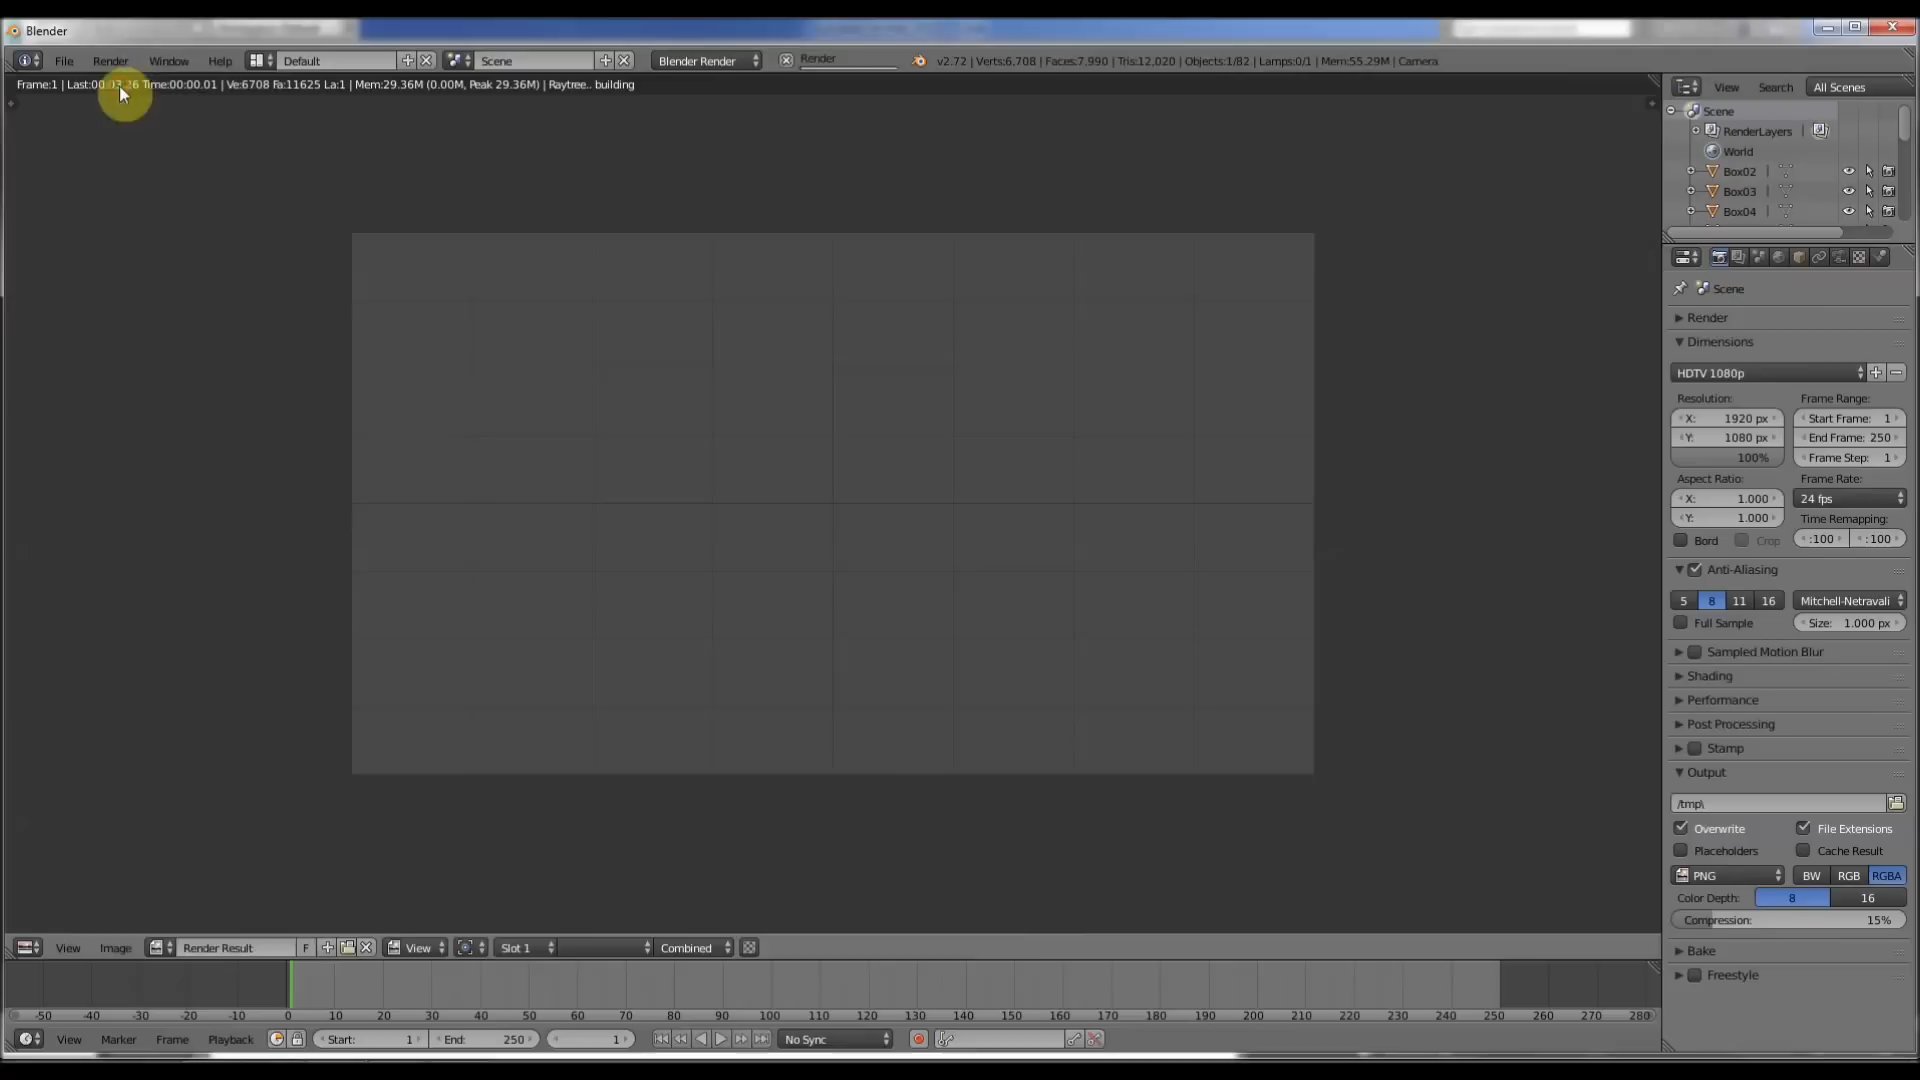 Blender
File Render Window Help Default Scene Blender Render Render v2.72 | Verts:6,708 | Faces:7,990 | Tris:12,020 | Objects:1/82 | Lamps:0/1 | Mem:55.29M | Camera
Frame:1 | Last:00:03.26 Time:00:00.01 | Ve:6708 Fa:11625 La:1 | Mem:29.36M (0.00M, Peak 29.36M) | Raytree.. building
View Search All Scenes
Scene
RenderLayers
World
Box02
Box03
Box04
Scene
Render
Dimensions
HDTV 1080p
Resolution: Frame Range:
X: 1920 px Start Frame: 1
Y: 1080 px End Frame: 250
100% Frame Step: 1
Aspect Ratio: Frame Rate:
X: 1.000 24 fps
Y: 1.000 Time Remapping:
Bord Crop :100 :100
Anti-Aliasing
5 8 11 16 Mitchell-Netravali
Full Sample Size: 1.000 px
Sampled Motion Blur
Shading
Performance
Post Processing
Stamp
Output
/tmp\
Overwrite File Extensions
Placeholders Cache Result
PNG BW RGB RGBA
Color Depth: 8 16
Compression: 15%
Bake
Freestyle
View Image Render Result F View Slot 1 Combined
-50 -40 -30 -20 -10 0 10 20 30 40 50 60 70 80 90 100 110 120 130 140 150 160 170 180 190 200 210 220 230 240 250 260 270 280
View Marker Frame Playback Start: 1 End: 250 1 No Sync